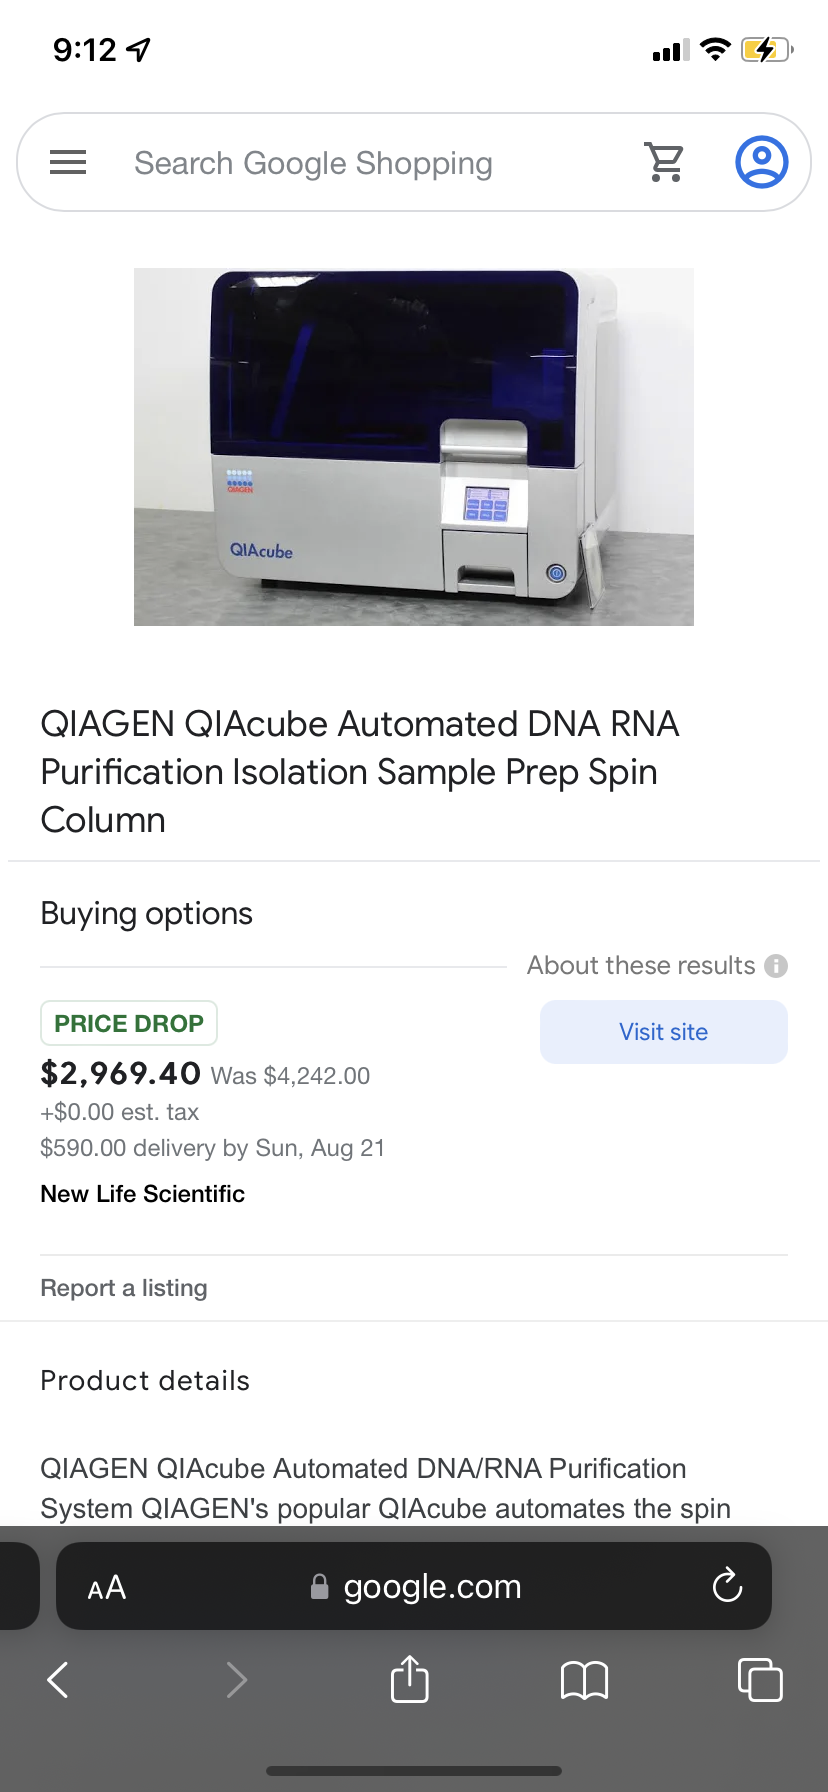 9:12
Search Google Shopping
QIAGEN
QIAcube
QIAGEN QIAcube Automated DNA RNA
Purification Isolation Sample Prep Spin
Column
Buying options
About these results
PRICE DROP
Visit site
$2,969.40 Was $4,242.00
+$0.00 est. tax
$590.00 delivery by Sun, Aug 21
New Life Scientific
Report a listing
Product details
QIAGEN QIAcube Automated DNA/RNA Purification
System QIAGEN's popular QIAcube automates the spin
AA google.com